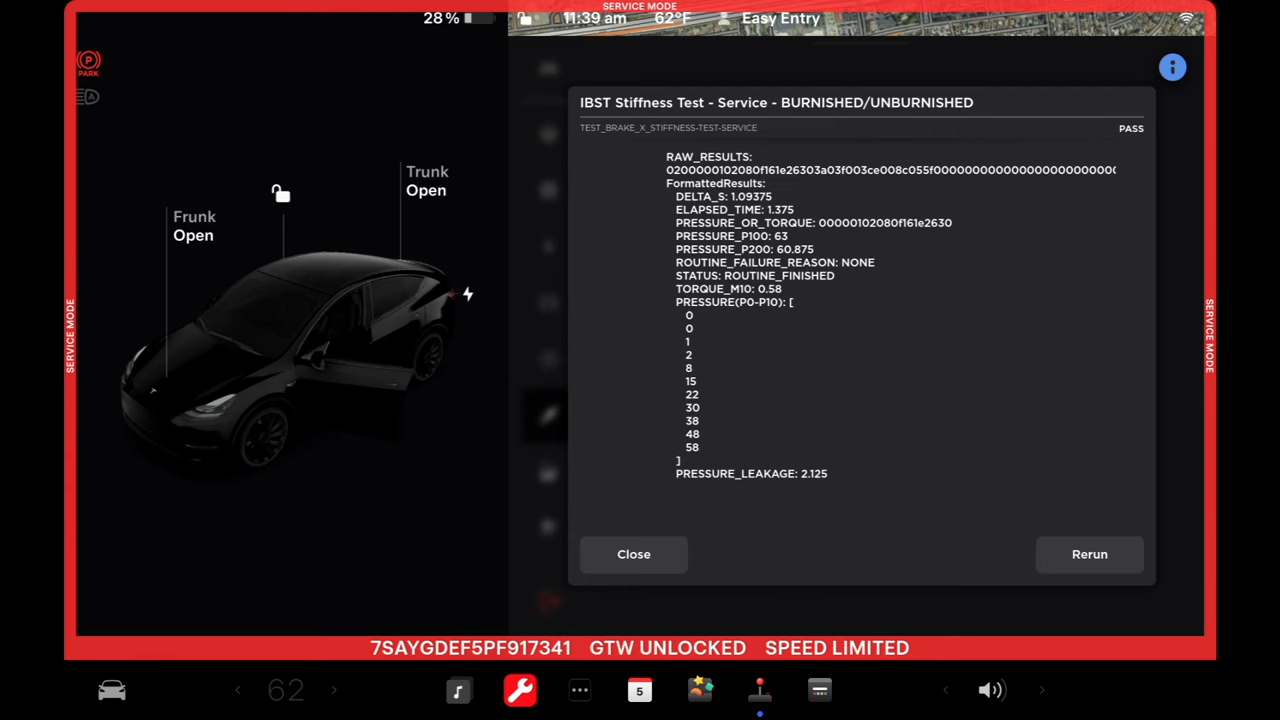 SERVICE MODE
28 %
11:39 am
62°F
Easy Entry
P
PARK
A
Trunk
Open
Frunk
Open
SERVICE MODE
SERVICE MODE
IBST Stiffness Test - Service - BURNISHED/UNBURNISHED
TEST_BRAKE_X_STIFFNESS-TEST-SERVICE
PASS
RAW_RESULTS:
0200000102080f161e26303a03f003ce008c055f0000000000000000000000
FormattedResults:
DELTA_S: 1.09375
ELAPSED_TIME: 1.375
PRESSURE_OR_TORQUE: 00000102080f161e2630
PRESSURE_P100: 63
PRESSURE_P200: 60.875
ROUTINE_FAILURE_REASON: NONE
STATUS: ROUTINE_FINISHED
TORQUE_M10: 0.58
PRESSURE(P0-P10): [
0
0
1
2
8
15
22
30
38
48
58
]
PRESSURE_LEAKAGE: 2.125
Close
Rerun
7SAYGDEF5PF917341 GTW UNLOCKED SPEED LIMITED
62
5